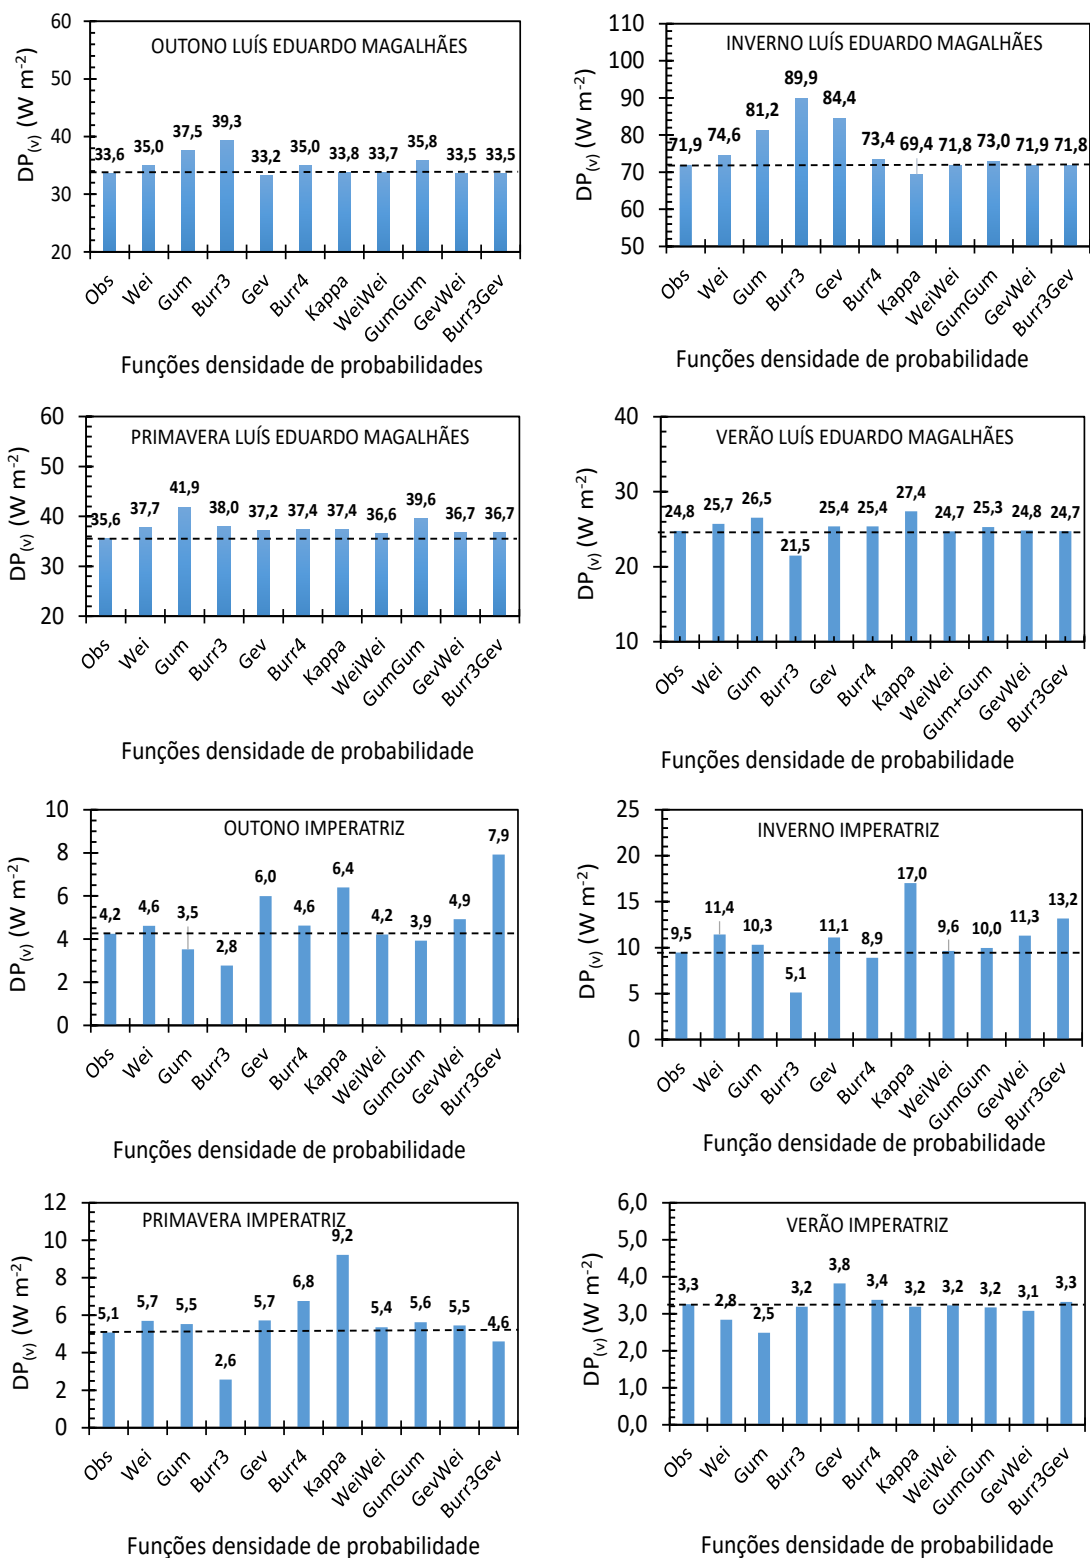 OUTONO LUÍS EDUARDO MAGALHÃES
DP(v) (W m-2)
60
50
40
30
20
33,6 35,0 37,5 39,3 33,2 35,0 33,8 33,7 35,8 33,5 33,5
Obs Wei Gum Burr3 Gev Burr4 Kappa WeiWei GumGum GevWei Burr3Gev
Funções densidade de probabilidades
INVERNO LUÍS EDUARDO MAGALHÃES
DP(v) (W m-2)
110
100
90
80
70
60
50
71,9 74,6 81,2 89,9 84,4 73,4 69,4 71,8 73,0 71,9 71,8
Obs Wei Gum Burr3 Gev Burr4 Kappa WeiWei GumGum GevWei Burr3Gev
Funções densidade de probabilidade
PRIMAVERA LUÍS EDUARDO MAGALHÃES
DP(v) (W m-2)
60
50
40
30
20
35,6 37,7 41,9 38,0 37,2 37,4 37,4 36,6 39,6 36,7 36,7
Obs Wei Gum Burr3 Gev Burr4 Kappa WeiWei GumGum GevWei Burr3Gev
Funções densidade de probabilidade
VERÃO LUÍS EDUARDO MAGALHÃES
DP(v) (W m-2)
40
30
20
10
24,8 25,7 26,5 21,5 25,4 25,4 27,4 24,7 25,3 24,8 24,7
Obs Wei Gum Burr3 Gev Burr4 Kappa WeiWei Gum+Gum GevWei Burr3Gev
Funções densidade de probabilidade
OUTONO IMPERATRIZ
DP(v) (W m-2)
10
8
6
4
2
0
4,2 4,6 3,5 2,8 6,0 4,6 6,4 4,2 3,9 4,9 7,9
Obs Wei Gum Burr3 Gev Burr4 Kappa WeiWei GumGum GevWei Burr3Gev
Funções densidade de probabilidade
INVERNO IMPERATRIZ
DP(v) (W m-2)
25
20
15
10
5
0
9,5 11,4 10,3 5,1 11,1 8,9 17,0 9,6 10,0 11,3 13,2
Obs Wei Gum Burr3 Gev Burr4 Kappa WeiWei GumGum GevWei Burr3Gev
Função densidade de probabilidade
PRIMAVERA IMPERATRIZ
DP(v) (W m-2)
12
10
8
6
4
2
0
5,1 5,7 5,5 2,6 5,7 6,8 9,2 5,4 5,6 5,5 4,6
Obs Wei Gum Burr3 Gev Burr4 Kappa WeiWei GumGum GevWei Burr3Gev
Funções densidade de probabilidade
VERÃO IMPERATRIZ
DP(v) (W m-2)
6,0
5,0
4,0
3,0
2,0
1,0
0,0
3,3 2,8 2,5 3,2 3,8 3,4 3,2 3,2 3,2 3,1 3,3
Obs Wei Gum Burr3 Gev Burr4 Kappa WeiWei GumGum GevWei Burr3Gev
Funções densidade de probabilidade